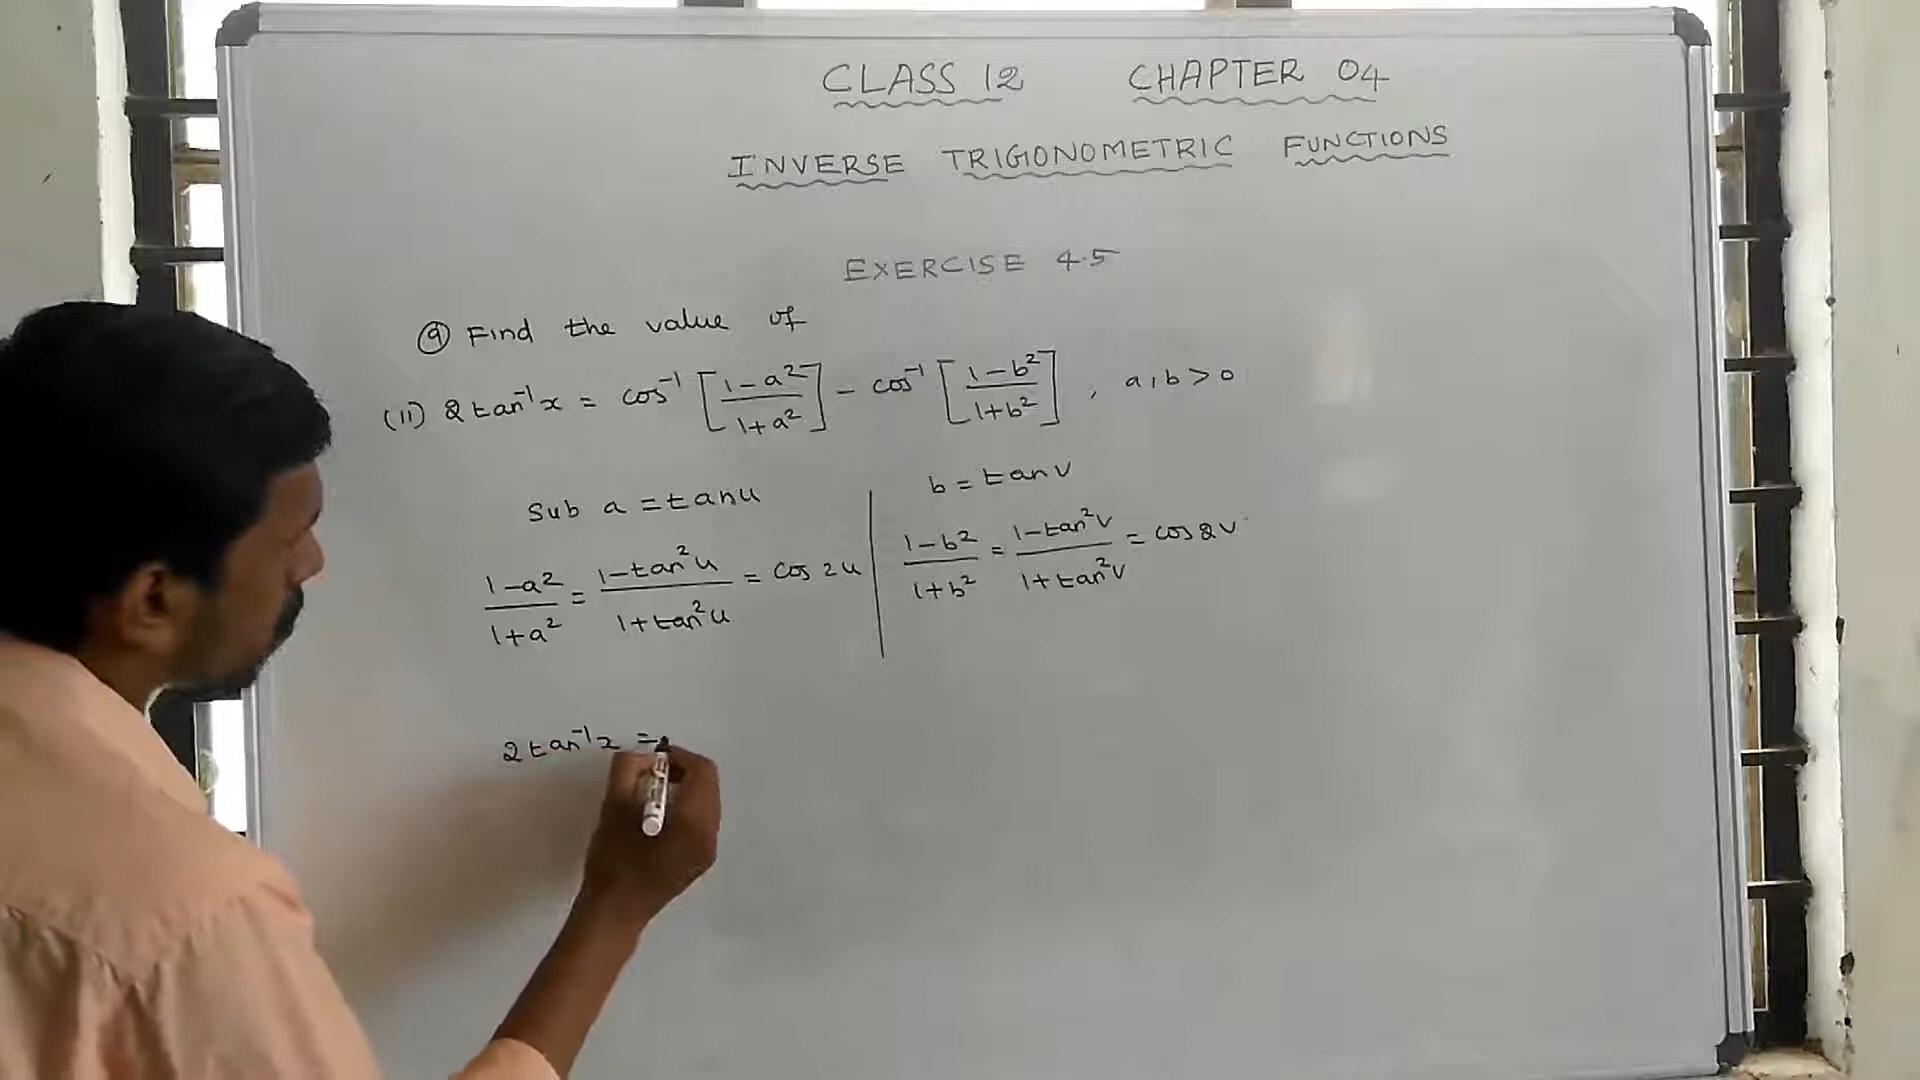 CLASS 12 CHAPTER 04
INVERSE TRIGONOMETRIC FUNCTIONS
EXERCISE 4.5
⑨ Find the value of
(ii) 2 tan⁻¹x = cos⁻¹ [(1-a²)/(1+a²)] - cos⁻¹ [(1-b²)/(1+b²)], a,b > 0
Sub a = tanu
(1-a²)/(1+a²) = (1-tan²u)/(1+tan²u) = cos 2u
b = tanv
(1-b²)/(1+b²) = (1-tan²v)/(1+tan²v) = cos 2v
2 tan⁻¹x =